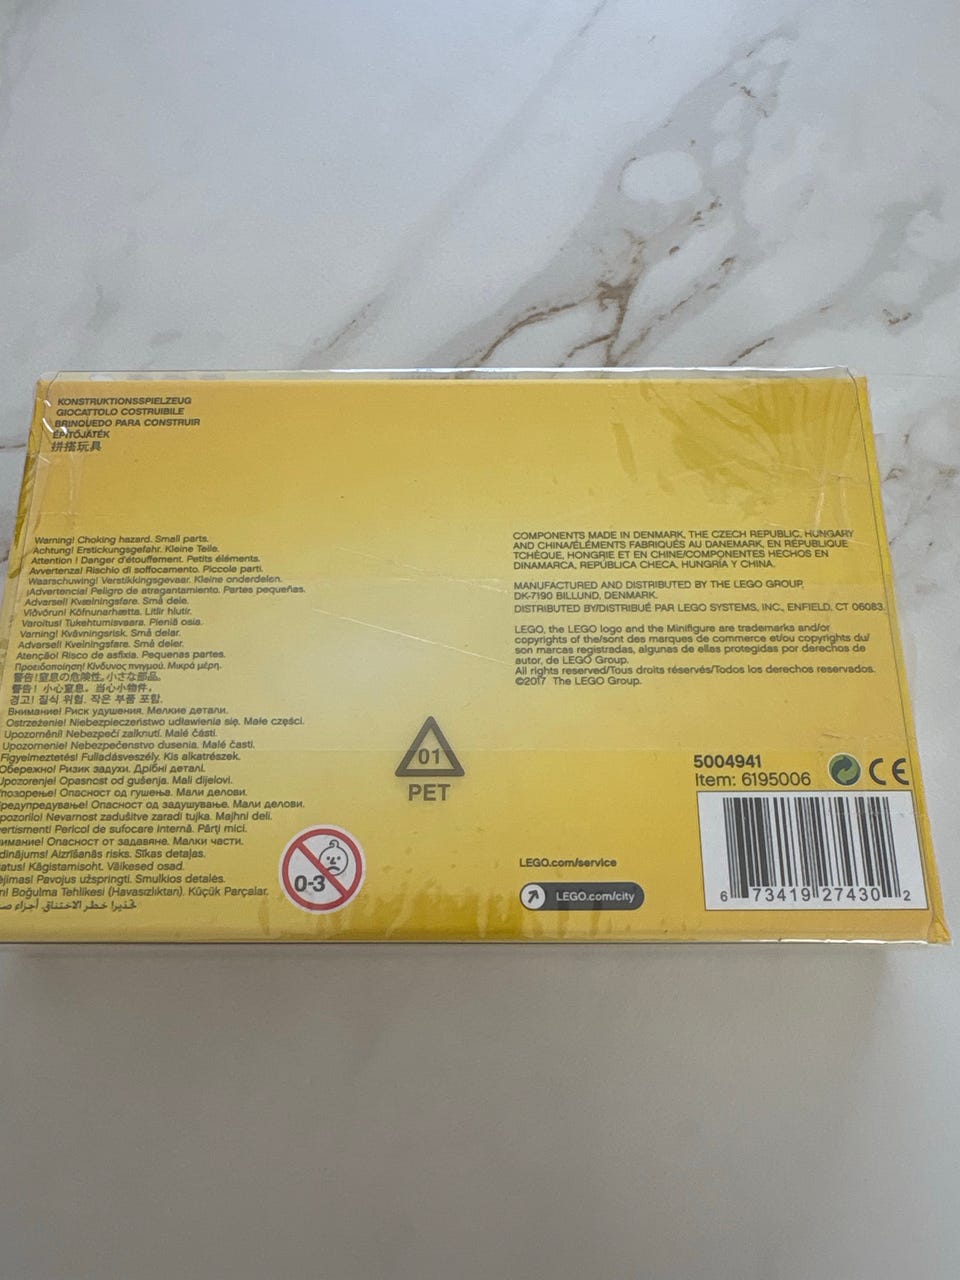 KONSTRUKTIONSSPIELZEUG
GIOCATTOLO COSTRUIBILE
BRINQUEDO PARA CONSTRUIR
ÉPÍTŐJÁTÉK
拼搭玩具
Warning! Choking hazard. Small parts.
Achtung! Erstickungsgefahr. Kleine Teile.
Attention ! Danger d'étouffement. Petits éléments.
Avvertenza! Rischio di soffocamento. Piccole parti.
Waarschuwing! Verstikkingsgevaar. Kleine onderdelen.
¡Advertencia! Peligro de atragantamiento. Partes pequeñas.
Advarsel! Kvælningsfare. Små dele.
Viðvörun! Köfnunarhætta. Litlir hlutir.
Varoitus! Tukehtumisvaara. Pieniä osia.
Varning! Kvävningsrisk. Små delar.
Advarsel! Kvelningsfare. Små deler.
Atenção! Risco de asfixia. Pequenas partes.
Προειδοποίηση! Κίνδυνος πνιγμού. Μικρά μέρη.
警告!窒息の危険性。小さな部品。
警告! 小心窒息。当心小物件。
경고! 질식 위험. 작은 부품 포함.
Внимание! Риск удушения. Мелкие детали.
Ostrzeżenie! Niebezpieczeństwo udławienia się. Małe części.
Upozornění! Nebezpečí zalknutí. Malé části.
Upozornenie! Nebezpečenstvo dusenia. Malé časti.
Figyelmeztetés! Fulladásveszély. Kis alkatrészek.
Обережно! Ризик задухи. Дрібні деталі.
Upozorenje! Opasnost od gušenja. Mali dijelovi.
Упозорење! Опасност од гушења. Мали делови.
редупредување! Опасност од задушување. Мали делови.
pozorilo! Nevarnost zadušitve zaradi tujka. Majhni deli.
vertisment! Pericol de sufocare internă. Părţi mici.
имание! Опасност от задавяне. Малки части.
dinājums! Aizrīšanās risks. Sīkas detaļas.
atus! Kägistamisoht. Väikesed osad.
ėjimas! Pavojus užspringti. Smulkios detalės.
rı! Boğulma Tehlikesi (Havasızlıktan). Küçük Parçalar.
تحذير! خطر الاختناق. أجزاء ص
0-3
01
PET
COMPONENTS MADE IN DENMARK, THE CZECH REPUBLIC, HUNGARY
AND CHINA/ÉLÉMENTS FABRIQUÉS AU DANEMARK, EN RÉPUBLIQUE
TCHÈQUE, HONGRIE ET EN CHINE/COMPONENTES HECHOS EN
DINAMARCA, REPÚBLICA CHECA, HUNGRÍA Y CHINA.
MANUFACTURED AND DISTRIBUTED BY THE LEGO GROUP,
DK-7190 BILLUND, DENMARK.
DISTRIBUTED BY/DISTRIBUÉ PAR LEGO SYSTEMS, INC., ENFIELD, CT 06083.
LEGO, the LEGO logo and the Minifigure are trademarks and/or
copyrights of the/sont des marques de commerce et/ou copyrights du/
son marcas registradas, algunas de ellas protegidas por derechos de
autor, de LEGO Group.
All rights reserved/Tous droits réservés/Todos los derechos reservados.
©2017 The LEGO Group.
5004941
Item: 6195006
CE
LEGO.com/service
LEGO.com/city
6 73419 27430 2